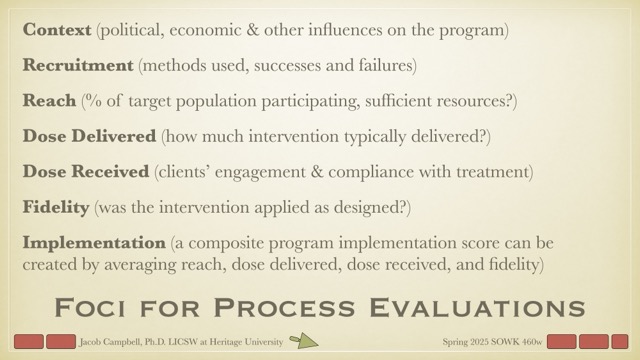 Context (political, economic & other influences on the program)
Recruitment (methods used, successes and failures)
Reach (% of target population participating, sufficient resources?)
Dose Delivered (how much intervention typically delivered?)
Dose Received (clients’ engagement & compliance with treatment)
Fidelity (was the intervention applied as designed?)
Implementation (a composite program implementation score can be
created by averaging reach, dose delivered, dose received, and fidelity)
Foci for Process Evaluations
Jacob Campbell, Ph.D. LICSW at Heritage University
Spring 2025 SOWK 460w